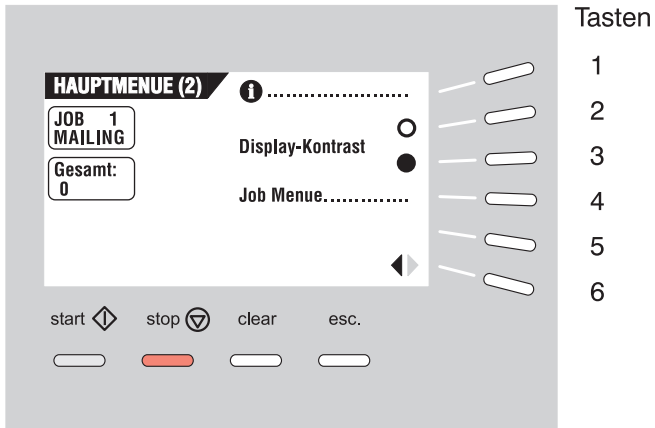 Tasten
HAUPTMENUE (2)
i ........................
1
JOB 1
MAILING
2
Display-Kontrast
3
Gesamt:
0
Job Menue...............
4
5
6
start stop clear esc.